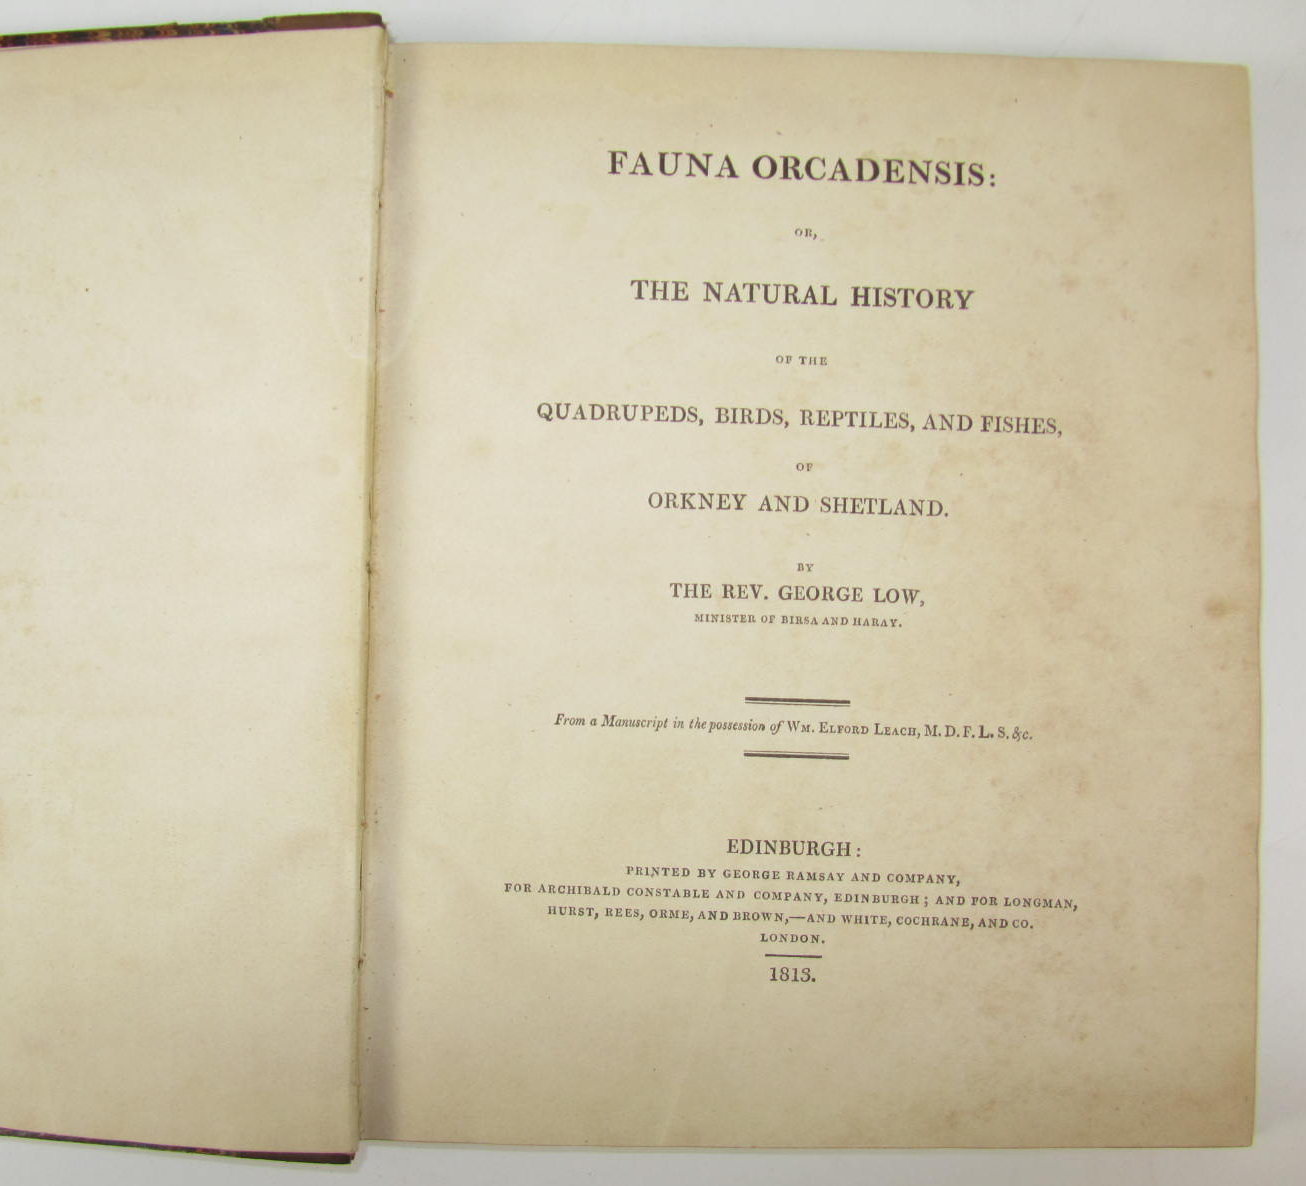 FAUNA ORCADENSIS:
OR,
THE NATURAL HISTORY
OF THE
QUADRUPEDS, BIRDS, REPTILES, AND FISHES,
OF
ORKNEY AND SHETLAND.
BY
THE REV. GEORGE LOW,
MINISTER OF BIRSA AND HARAY.
From a Manuscript in the possession of WM. ELFORD LEACH, M. D. F. L. S. &c.
EDINBURGH:
PRINTED BY GEORGE RAMSAY AND COMPANY,
FOR ARCHIBALD CONSTABLE AND COMPANY, EDINBURGH; AND FOR LONGMAN,
HURST, REES, ORME, AND BROWN,—AND WHITE, COCHRANE, AND CO.
LONDON.
1813.